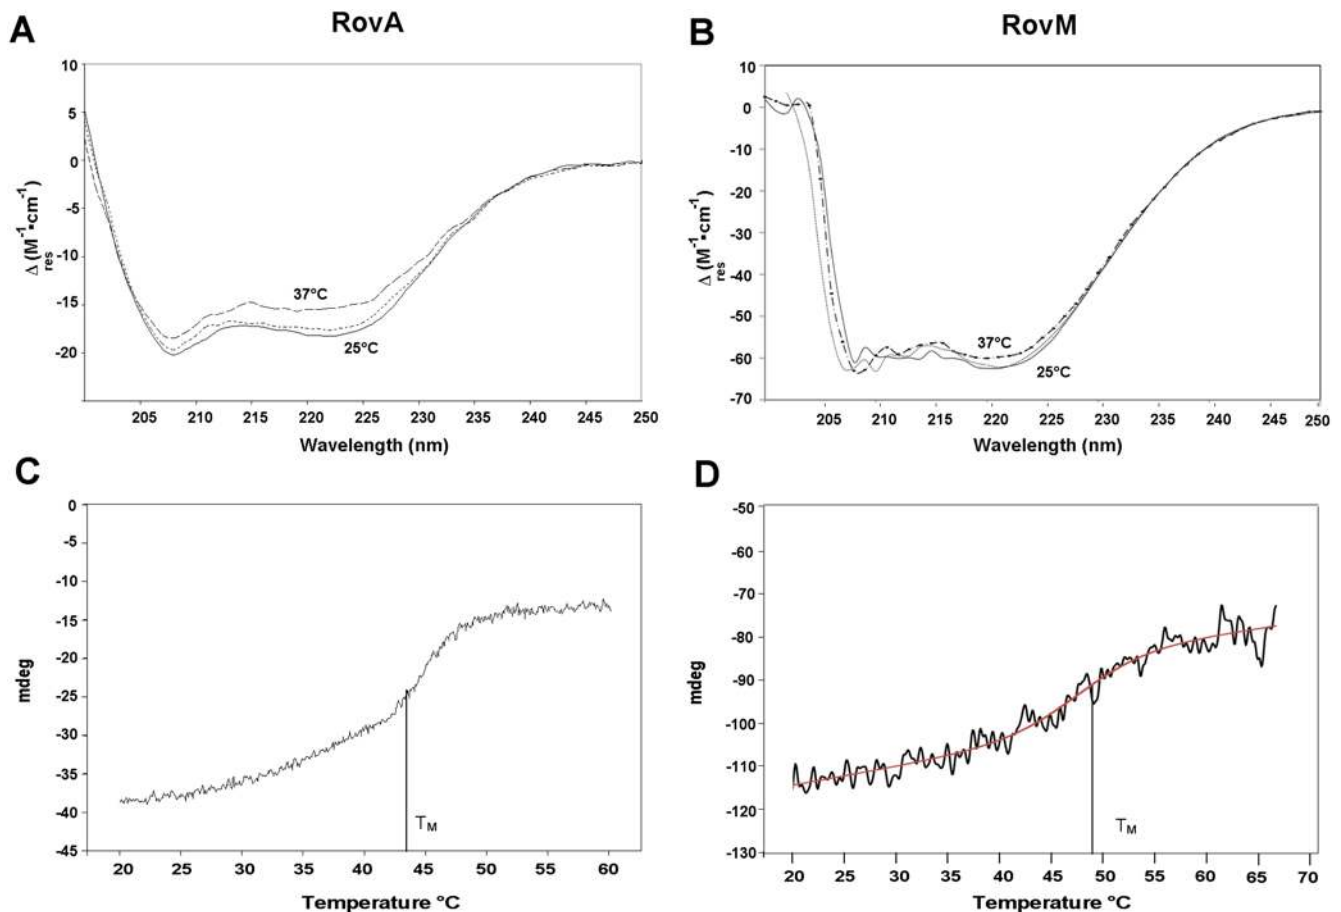 A
RovA
10
5
0
-5
-10
-15
-20
Δ res (M⁻¹•cm⁻¹)
37°C
25°C
205 210 215 220 225 230 235 240 245 250
Wavelength (nm)
B
RovM
10
0
-10
-20
-30
-40
-50
-60
-70
Δ res (M⁻¹•cm⁻¹)
37°C
25°C
205 210 215 220 225 230 235 240 245 250
Wavelength (nm)
C
0
-5
-10
-15
-20
-25
-30
-35
-40
-45
mdeg
TM
20 25 30 35 40 45 50 55 60
Temperature °C
D
-50
-60
-70
-80
-90
-100
-110
-120
-130
mdeg
TM
20 25 30 35 40 45 50 55 60 65 70
Temperature °C